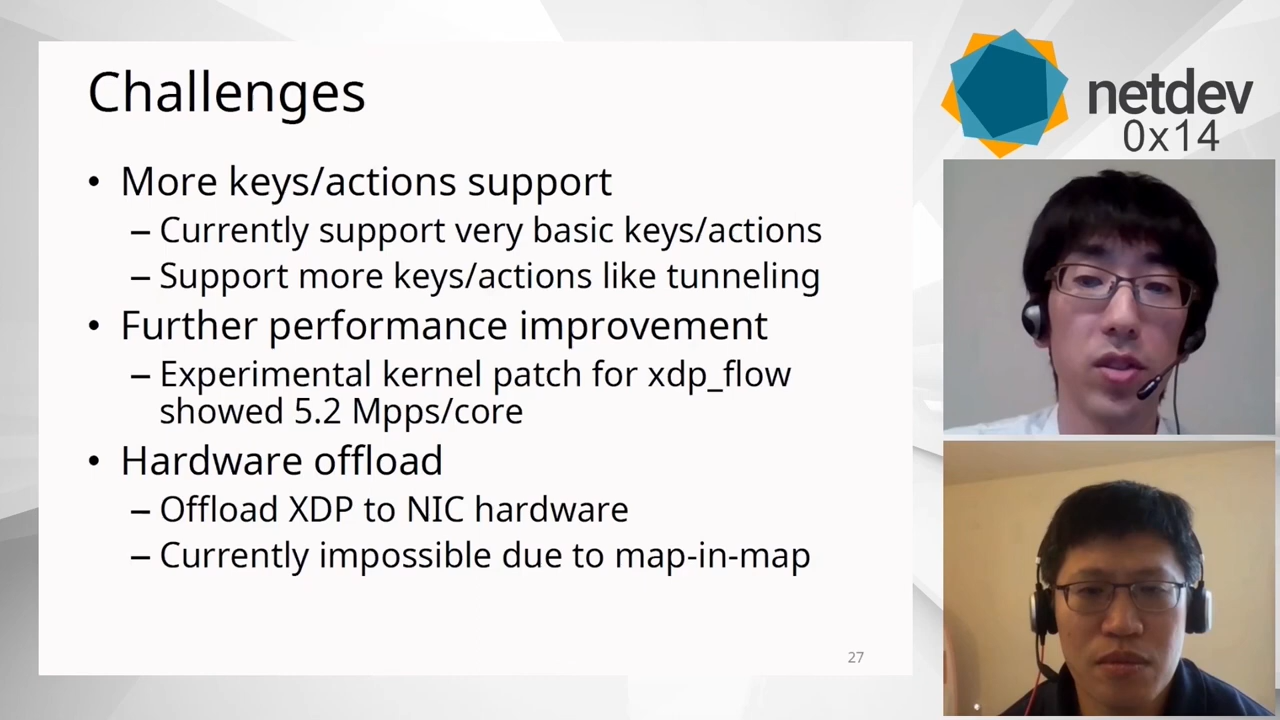 Challenges
• More keys/actions support
– Currently support very basic keys/actions
– Support more keys/actions like tunneling
• Further performance improvement
– Experimental kernel patch for xdp_flow
showed 5.2 Mpps/core
• Hardware offload
– Offload XDP to NIC hardware
– Currently impossible due to map-in-map
27
netdev
0x14